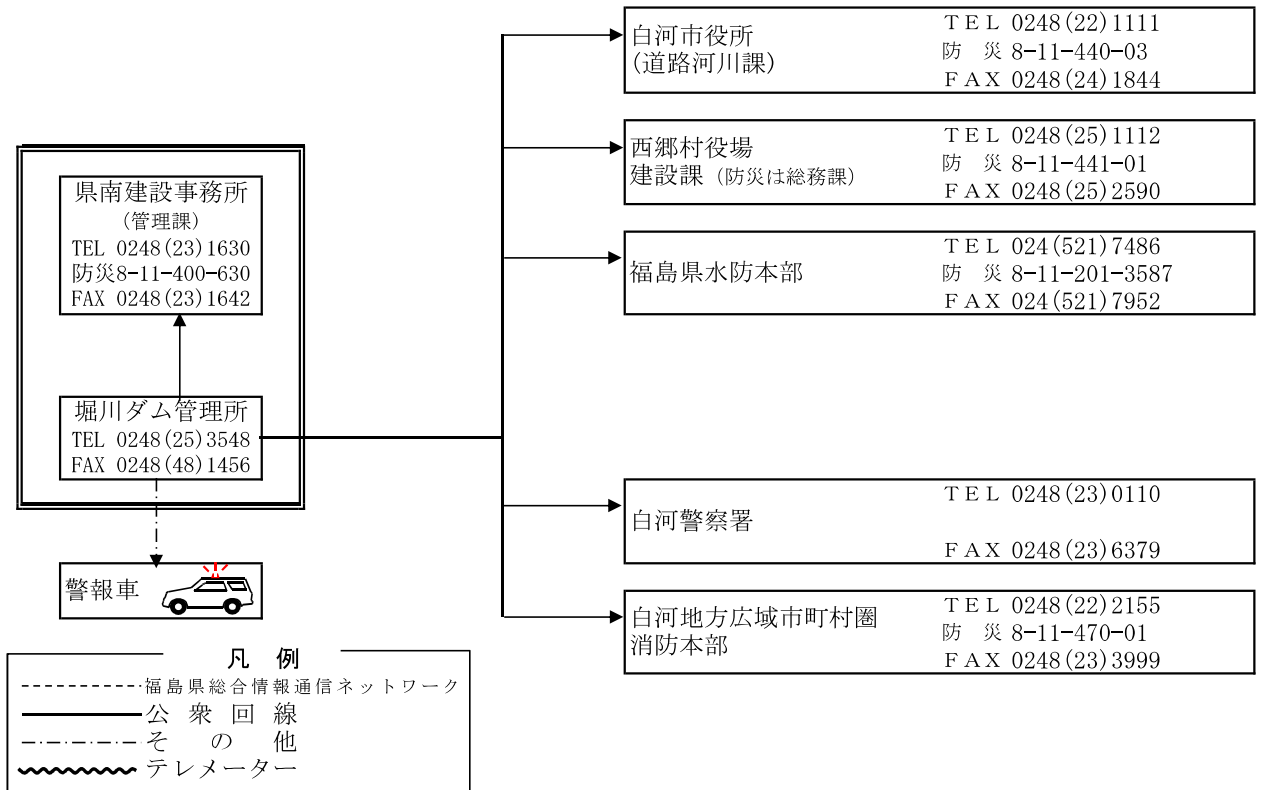 県南建設事務所
(管理課)
TEL 0248(23)1630
防災8-11-400-630
FAX 0248(23)1642
堀川ダム管理所
TEL 0248(25)3548
FAX 0248(48)1456
警報車
白河市役所
(道路河川課)
ＴＥＬ 0248(22)1111
防　災 8-11-440-03
ＦＡＸ 0248(24)1844
西郷村役場
建設課（防災は総務課）
ＴＥＬ 0248(25)1112
防　災 8-11-441-01
ＦＡＸ 0248(25)2590
福島県水防本部
ＴＥＬ 024(521)7486
防　災 8-11-201-3587
ＦＡＸ 024(521)7952
白河警察署
ＴＥＬ 0248(23)0110
ＦＡＸ 0248(23)6379
白河地方広域市町村圏
消防本部
ＴＥＬ 0248(22)2155
防　災 8-11-470-01
ＦＡＸ 0248(23)3999
凡　例
福島県総合情報通信ネットワーク
公　衆　回　線
そ　の　他
テレメーター